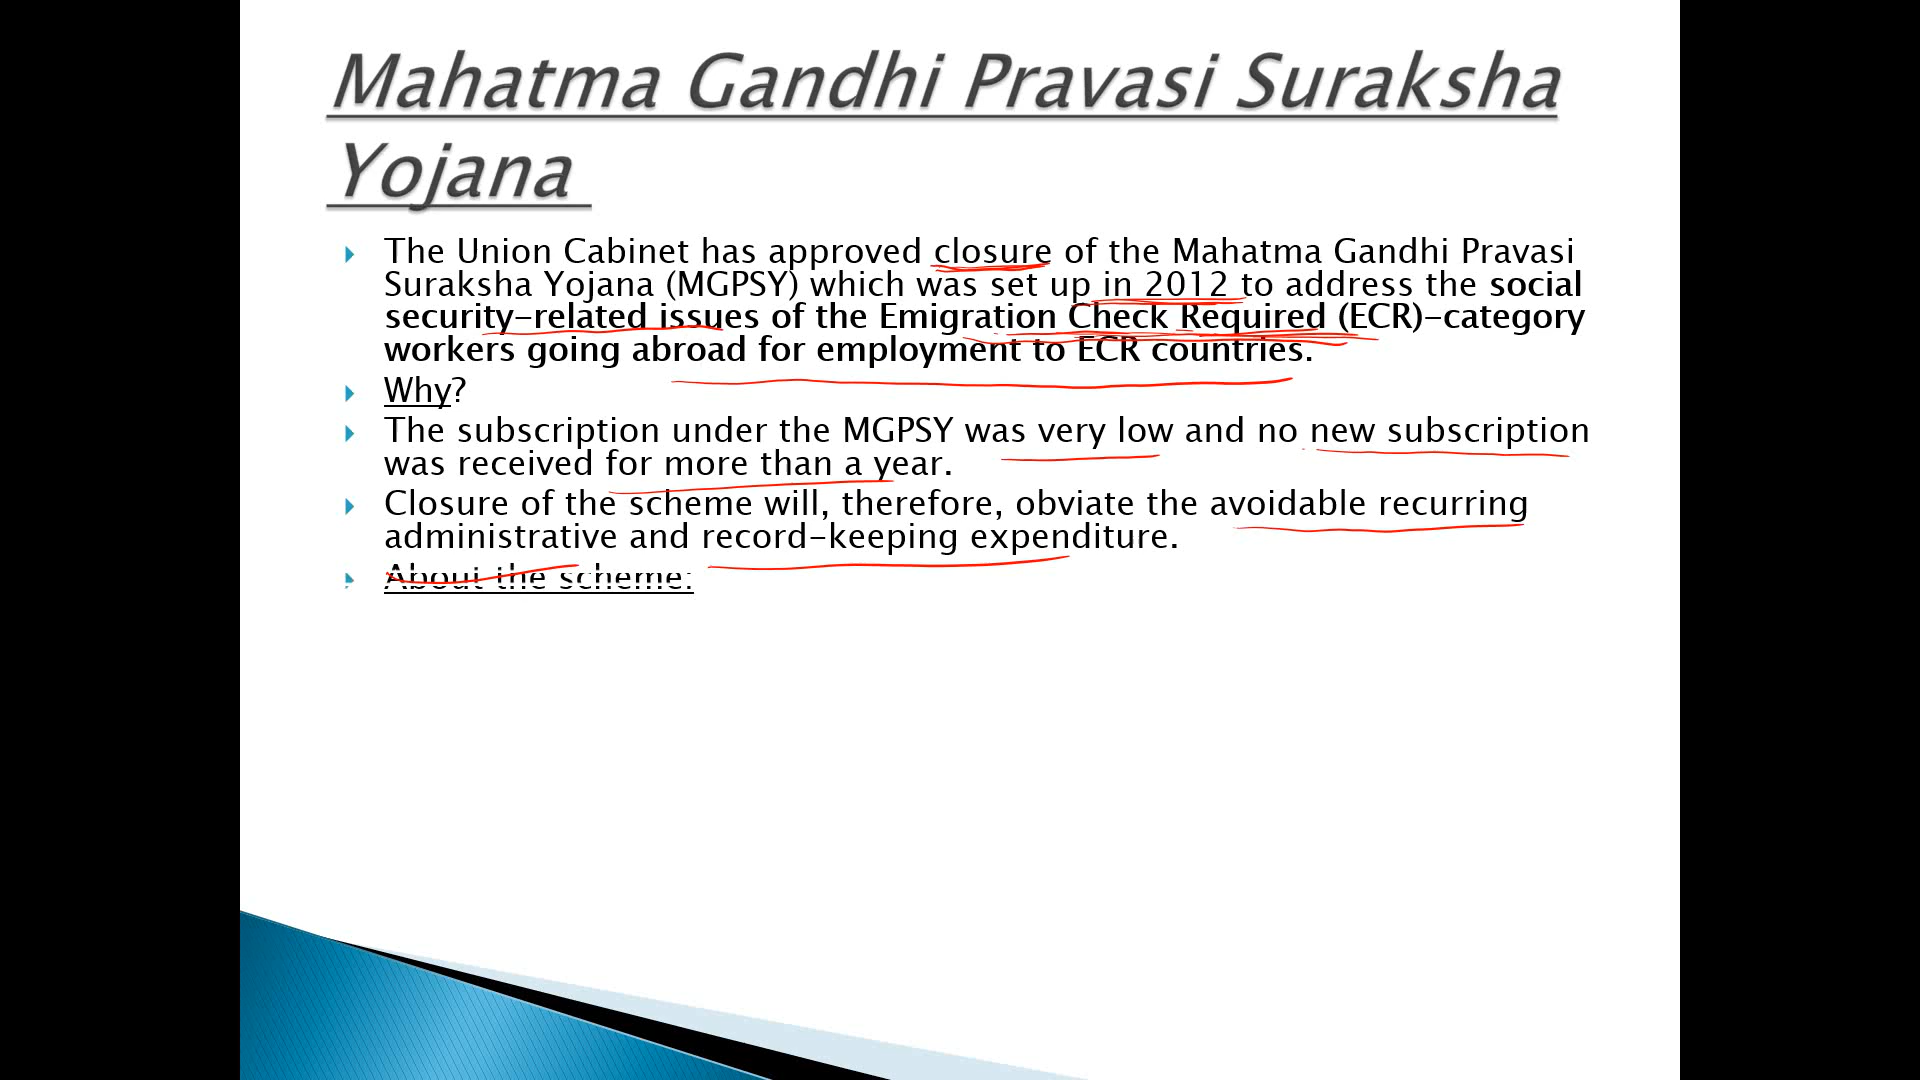 Mahatma Gandhi Pravasi Suraksha
Yojana
The Union Cabinet has approved closure of the Mahatma Gandhi Pravasi
Suraksha Yojana (MGPSY) which was set up in 2012 to address the social
security-related issues of the Emigration Check Required (ECR)-category
workers going abroad for employment to ECR countries.
Why?
The subscription under the MGPSY was very low and no new subscription
was received for more than a year.
Closure of the scheme will, therefore, obviate the avoidable recurring
administrative and record-keeping expenditure.
About the scheme: